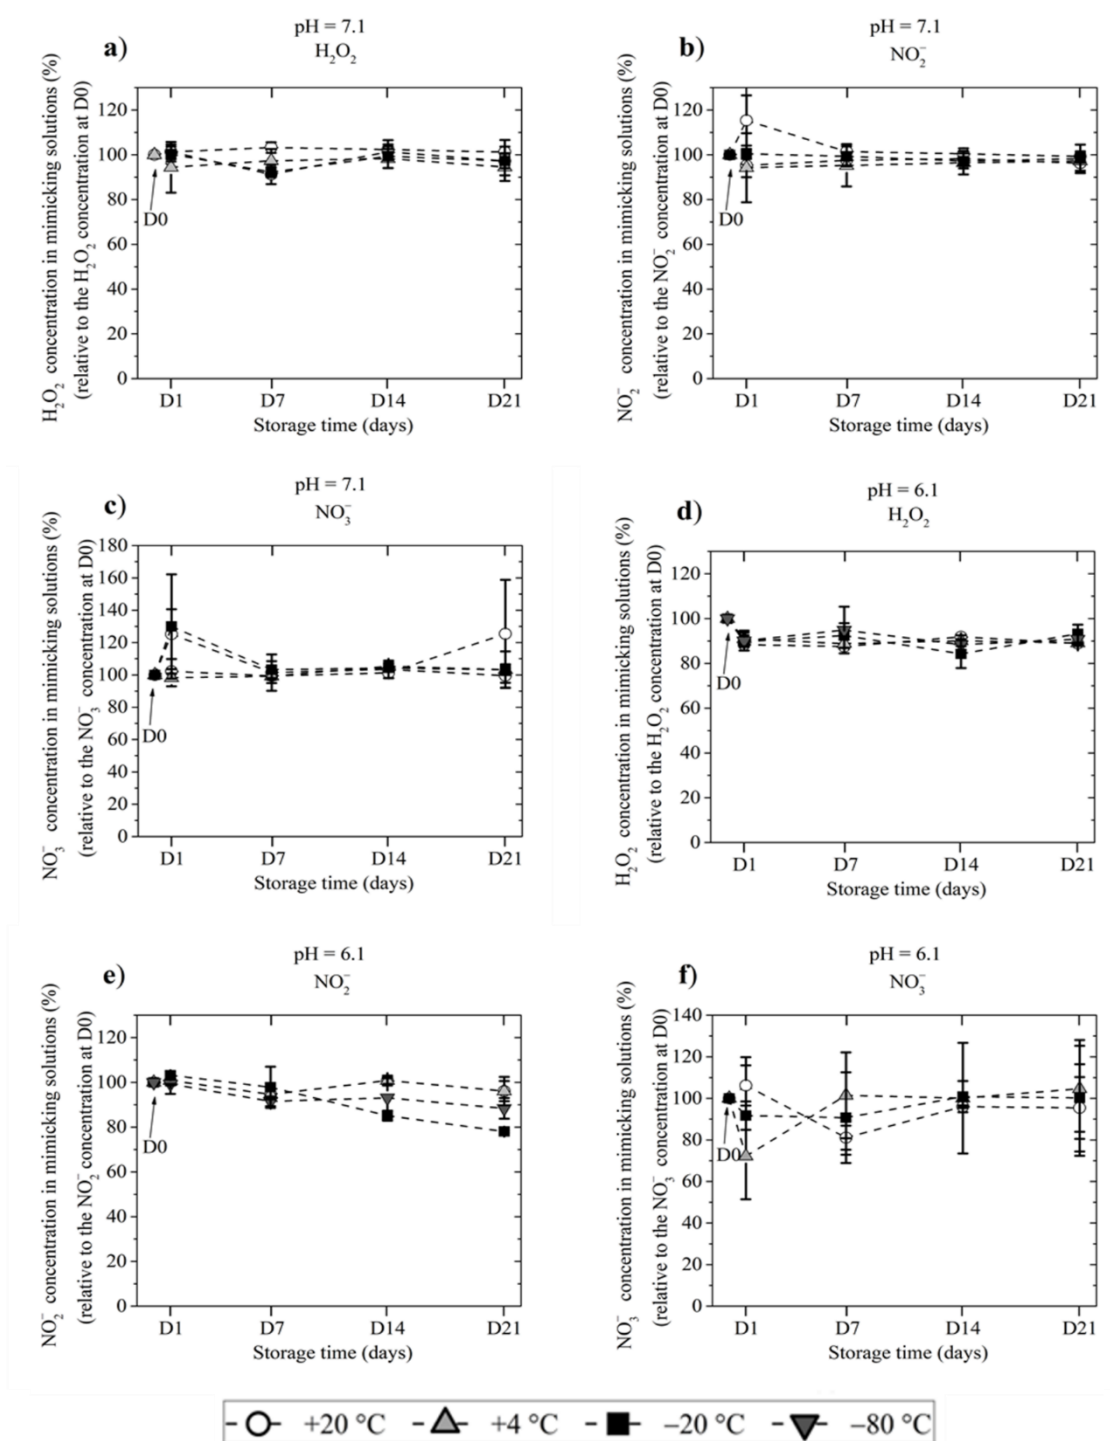 a)
pH = 7.1
H₂O₂
H₂O₂ concentration in mimicking solutions (%)
(relative to the H₂O₂ concentration at D0)
120
100
80
60
40
20
0
D0
D1 D7 D14 D21
Storage time (days)
b)
pH = 7.1
NO₂⁻
NO₂⁻ concentration in mimicking solutions (%)
(relative to the NO₂⁻ concentration at D0)
120
100
80
60
40
20
0
D0
D1 D7 D14 D21
Storage time (days)
c)
pH = 7.1
NO₃⁻
NO₃⁻ concentration in mimicking solutions (%)
(relative to the NO₃⁻ concentration at D0)
180
160
140
120
100
80
60
40
20
0
D0
D1 D7 D14 D21
Storage time (days)
d)
pH = 6.1
H₂O₂
H₂O₂ concentration in mimicking solutions (%)
(relative to the H₂O₂ concentration at D0)
120
100
80
60
40
20
0
D0
D1 D7 D14 D21
Storage time (days)
e)
pH = 6.1
NO₂⁻
NO₂⁻ concentration in mimicking solutions (%)
(relative to the NO₂⁻ concentration at D0)
120
100
80
60
40
20
0
D0
D1 D7 D14 D21
Storage time (days)
f)
pH = 6.1
NO₃⁻
NO₃⁻ concentration in mimicking solutions (%)
(relative to the NO₃⁻ concentration at D0)
140
120
100
80
60
40
20
0
D0
D1 D7 D14 D21
Storage time (days)
+20 °C +4 °C –20 °C –80 °C